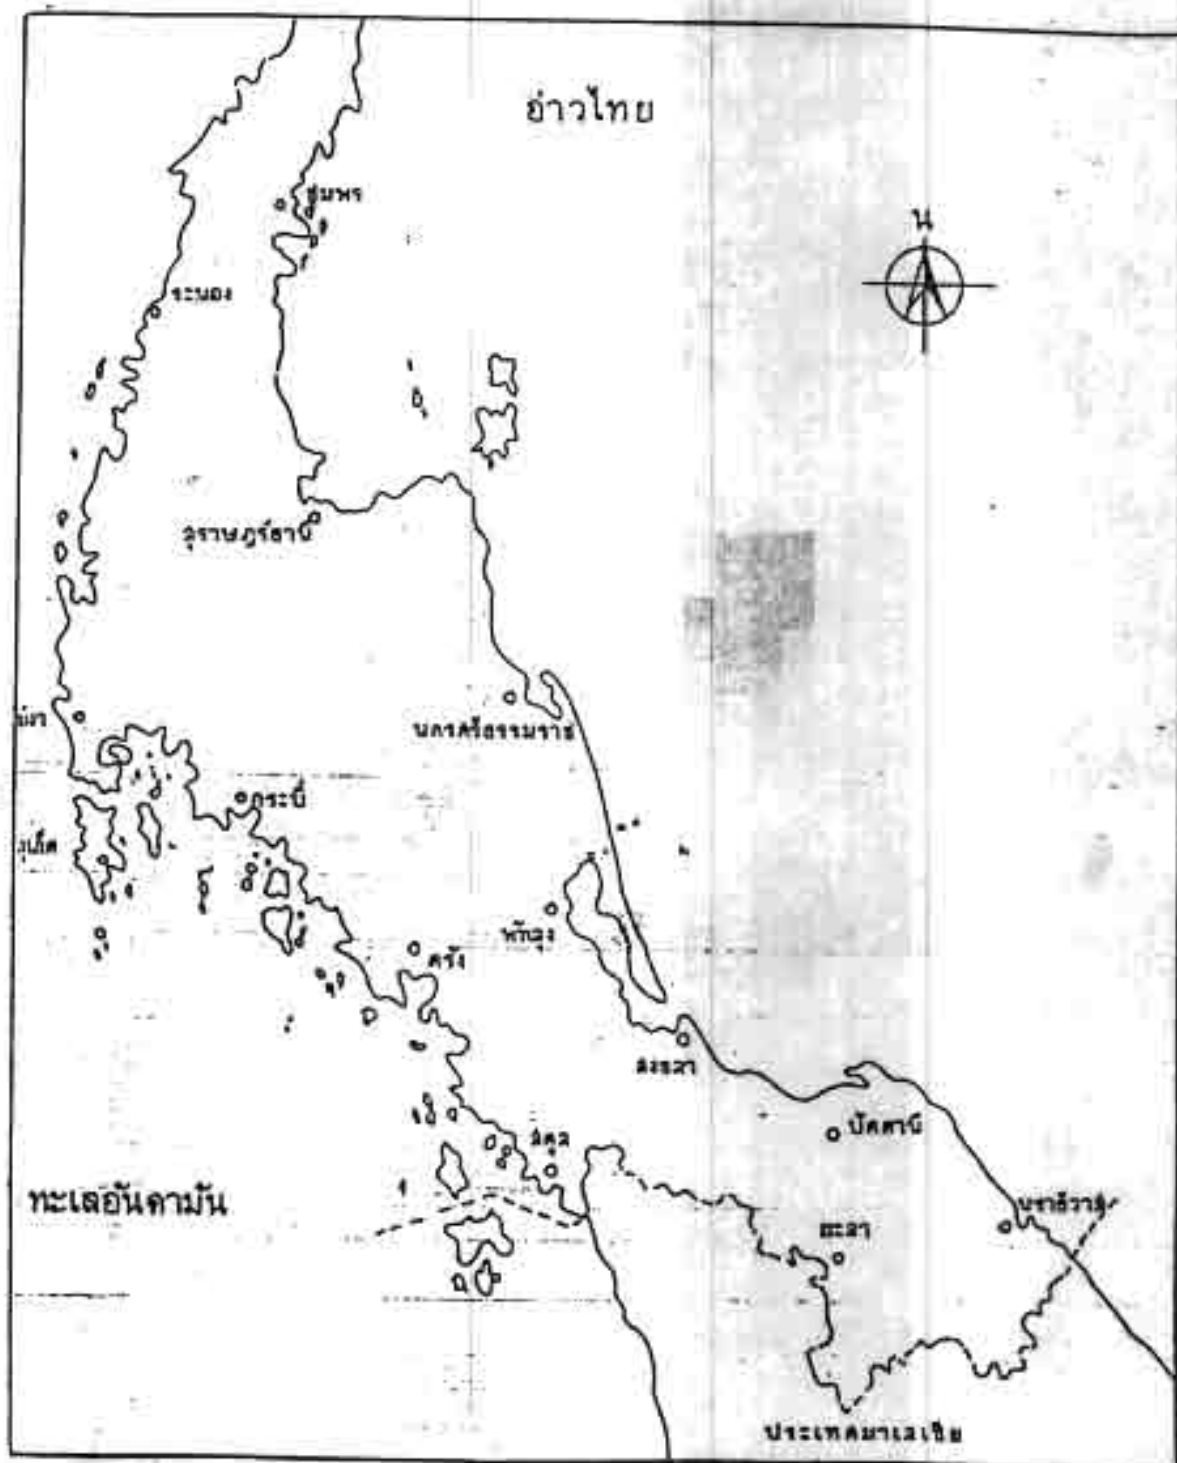 อ่าวไทย
ชุมพร
น
ระนอง
สุราษฎร์ธานี
นครศรีธรรมราช
กระบี่
ภูเก็ต
พัทลุง
ตรัง
สงขลา
ปัตตานี
สตูล
ทะเลอันดามัน
นราธิวาส
ยะลา
ประเทศมาเลเซีย